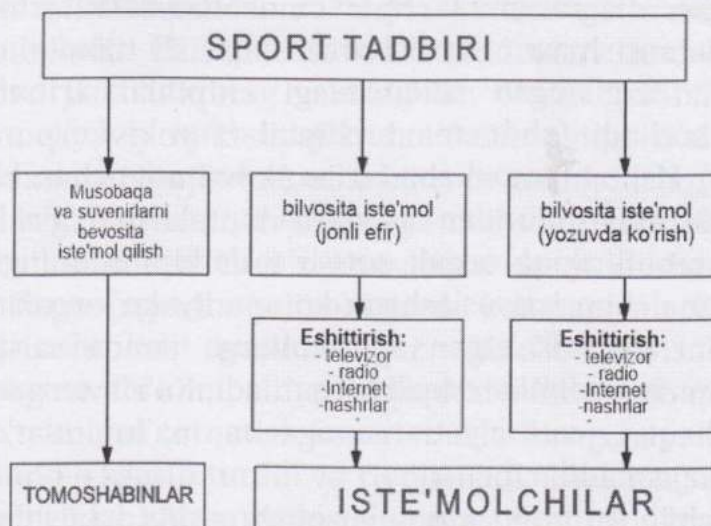 SPORT TADBIRI
Musobaqa
va suvenirlarni
bevosita
iste'mol qilish
bilvosita iste'mol
(jonli efir)
bilvosita iste'mol
(yozuvda ko'rish)
Eshittirish:
televizor
- radio
-Internet
-nashrlar
Eshittirish:
- televizor
- radio
-Internet
-nashrlar
TOMOSHABINLAR
ISTE'MOLCHILAR